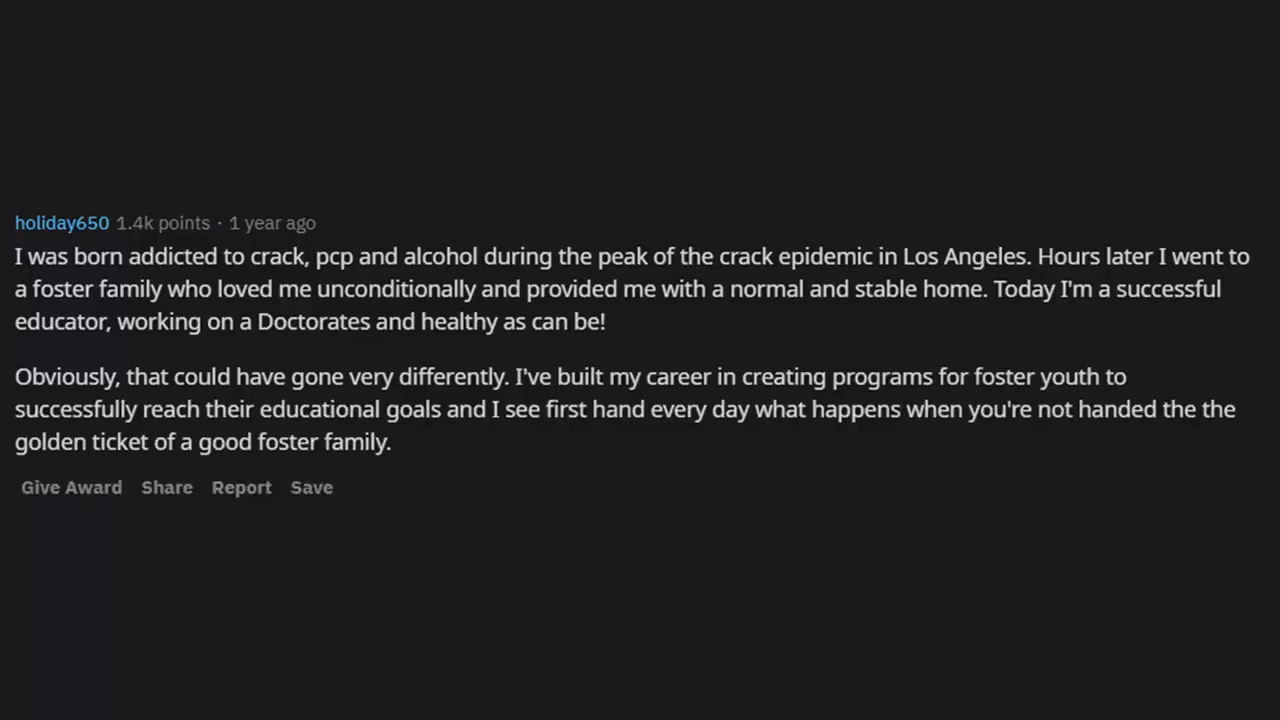 holiday650 1.4k points · 1 year ago
I was born addicted to crack, pcp and alcohol during the peak of the crack epidemic in Los Angeles. Hours later I went to
a foster family who loved me unconditionally and provided me with a normal and stable home. Today I'm a successful
educator, working on a Doctorates and healthy as can be!
Obviously, that could have gone very differently. I've built my career in creating programs for foster youth to
successfully reach their educational goals and I see first hand every day what happens when you're not handed the the
golden ticket of a good foster family.
Give Award Share Report Save